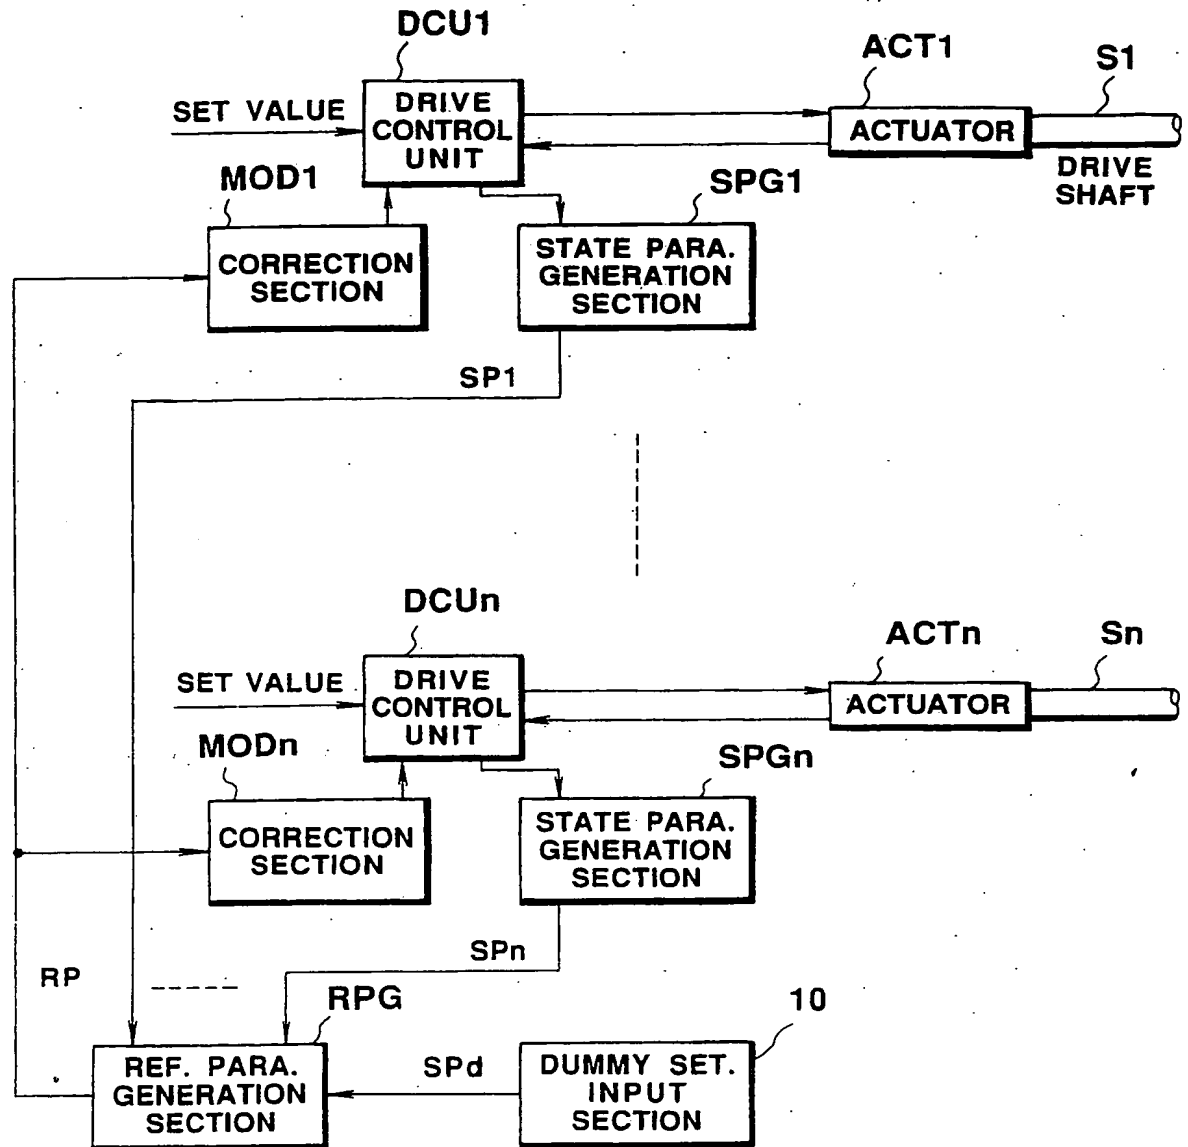 DCU1
ACT1
S1
SET VALUE
DRIVE
CONTROL
UNIT
ACTUATOR
DRIVE
SHAFT
MOD1
SPG1
CORRECTION
SECTION
STATE PARA.
GENERATION
SECTION
SP1
DCUn
ACTn
Sn
SET VALUE
DRIVE
CONTROL
UNIT
ACTUATOR
MODn
SPGn
CORRECTION
SECTION
STATE PARA.
GENERATION
SECTION
SPn
RP
RPG
10
REF. PARA.
GENERATION
SECTION
SPd
DUMMY SET.
INPUT
SECTION